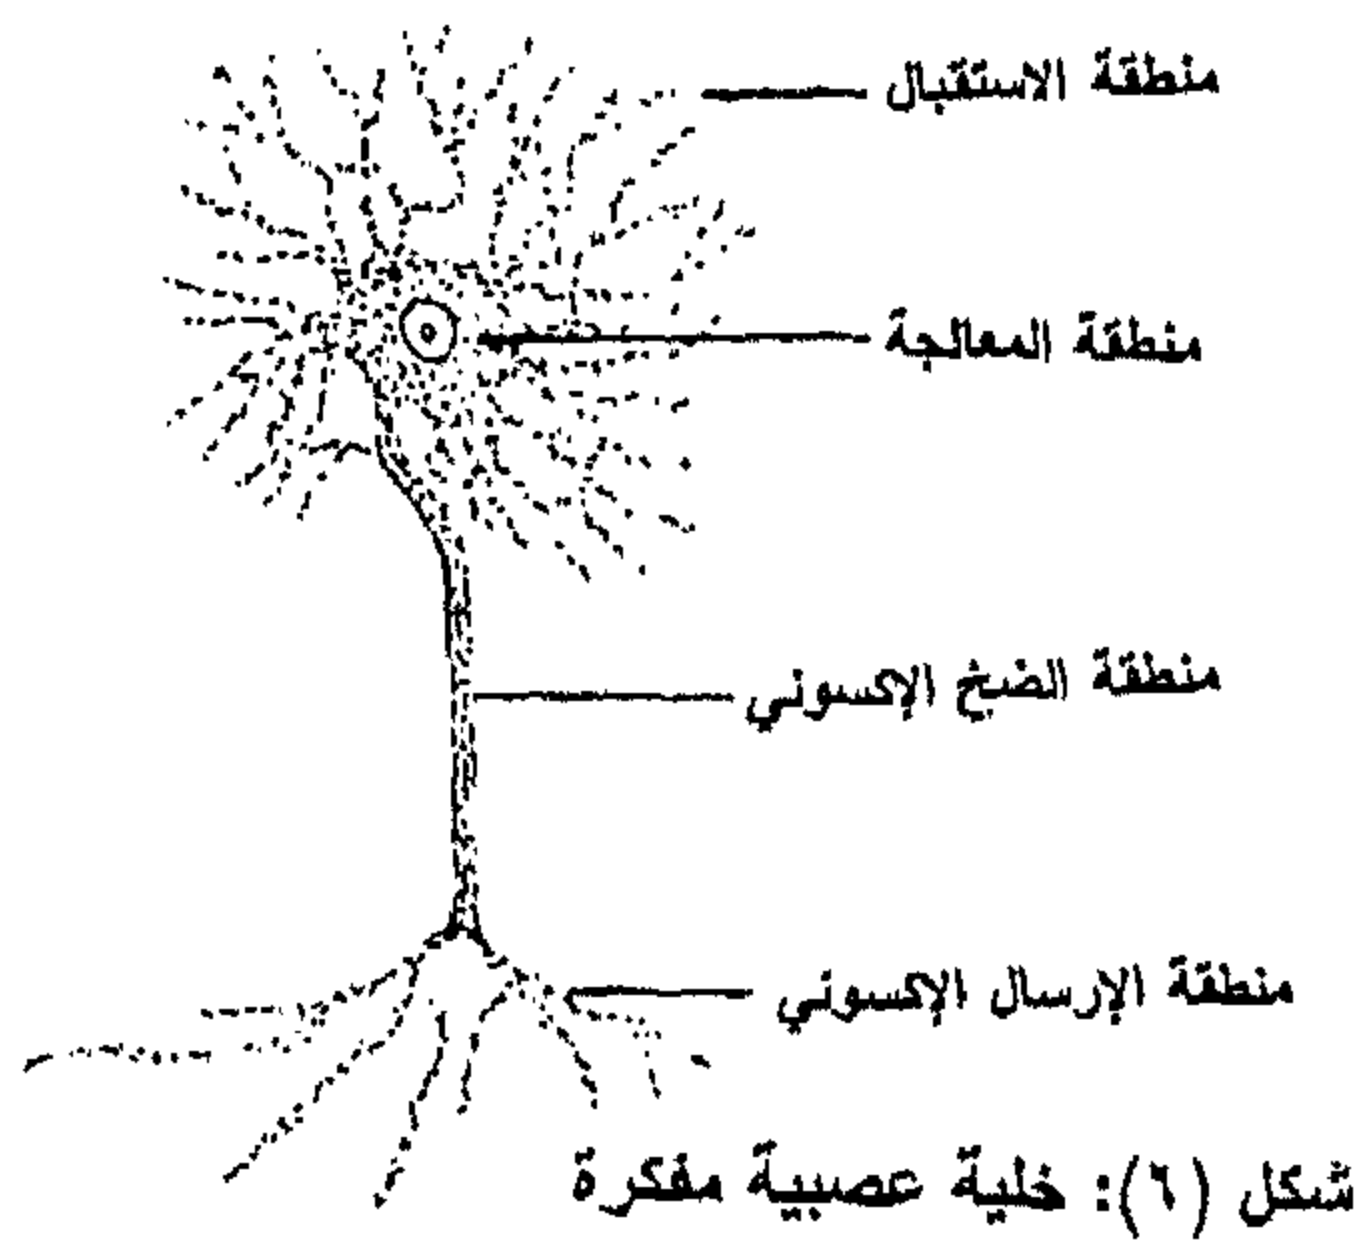 منطقة الاستقبال
منطقة المعالجة
منطقة الضخ الإكسوني
منطقة الإرسال الإكسوني
شكل (٦): خلية عصبية مفكرة